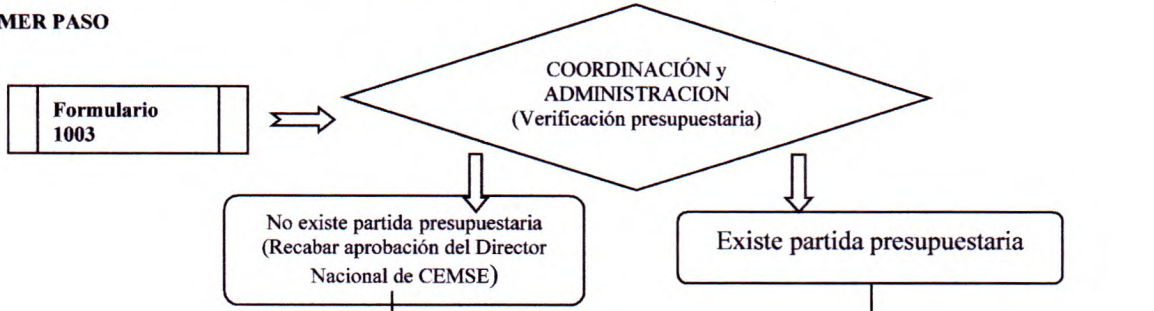 MER PASO
COORDINACIÓN y
ADMINISTRACION
(Verificación presupuestaria)
Formulario
1003
No existe partida presupuestaria
(Recabar aprobación del Director
Nacional de CEMSE)
Existe partida presupuestaria